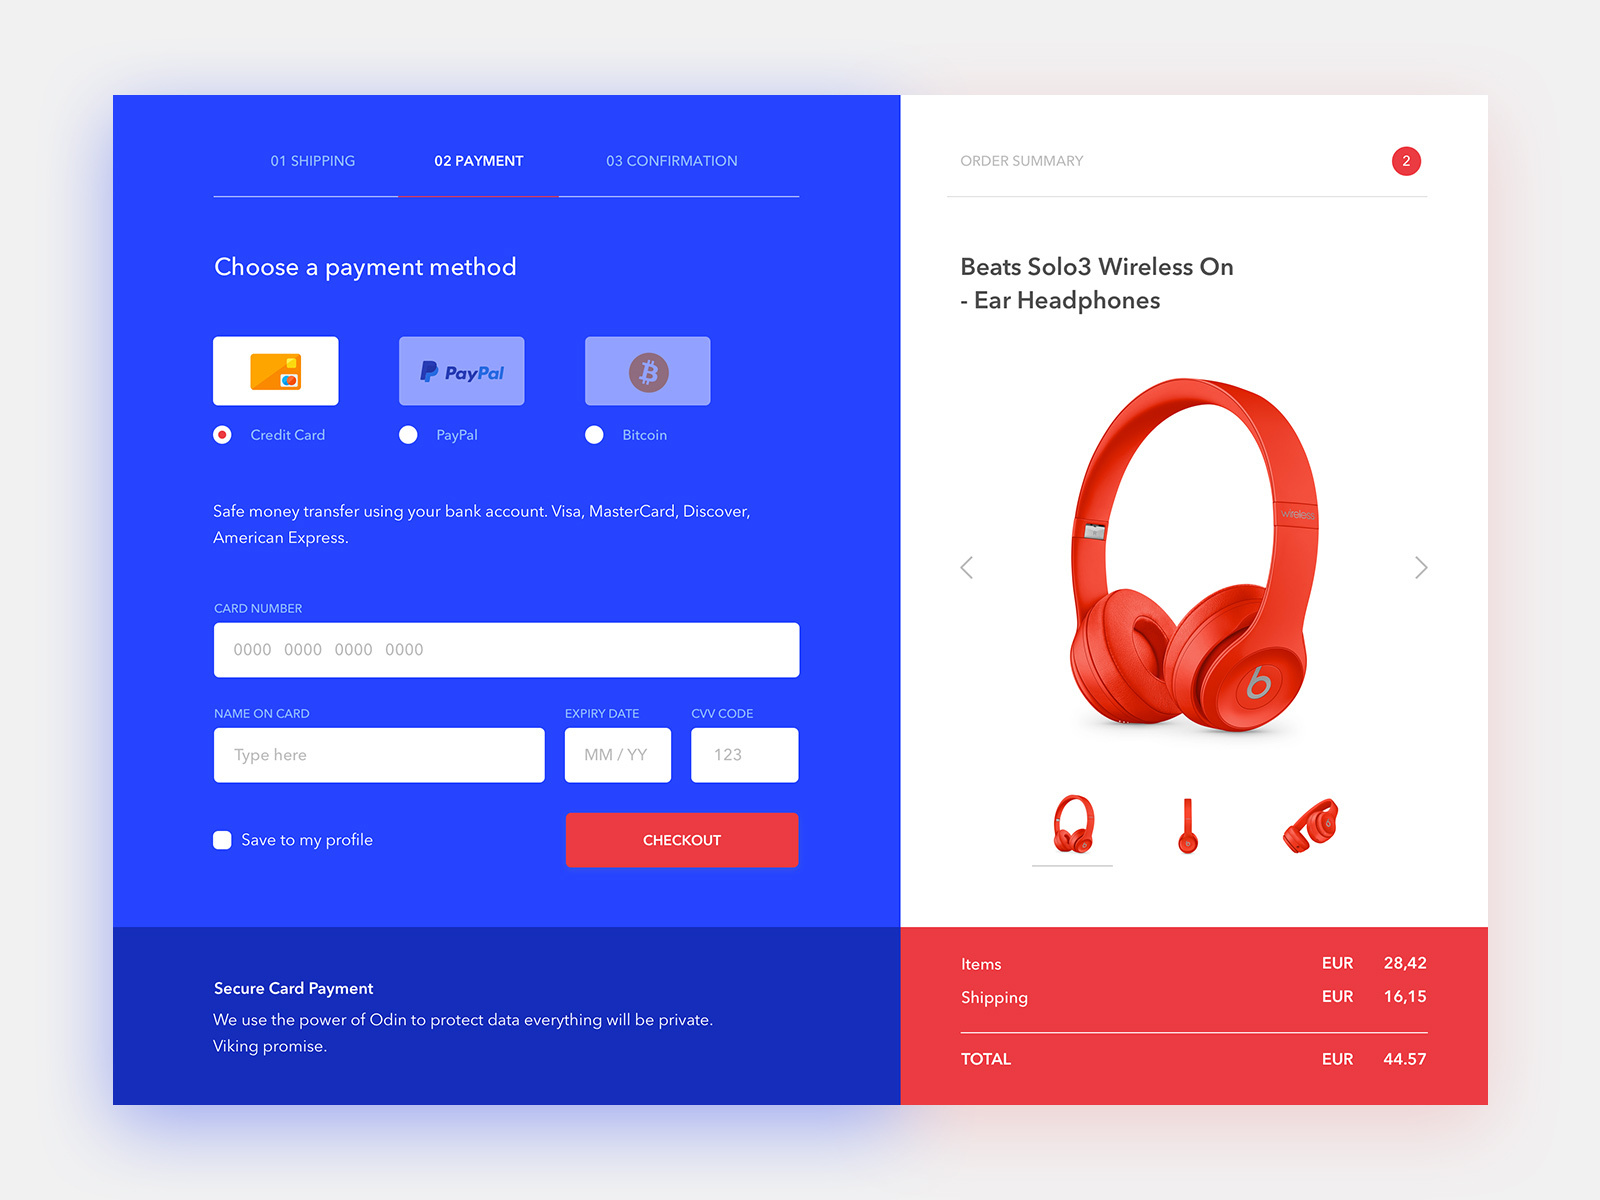 01 SHIPPING
02 PAYMENT
03 CONFIRMATION
Choose a payment method
PayPal
Credit Card
PayPal
Bitcoin
Safe money transfer using your bank account. Visa, MasterCard, Discover,
American Express.
CARD NUMBER
0000 0000 0000 0000
NAME ON CARD
EXPIRY DATE
CVV CODE
Type here
MM / YY
123
Save to my profile
CHECKOUT
Secure Card Payment
We use the power of Odin to protect data everything will be private.
Viking promise.
ORDER SUMMARY
2
Beats Solo3 Wireless On
- Ear Headphones
wireless
b
Items EUR 28,42
Shipping EUR 16,15
TOTAL EUR 44.57